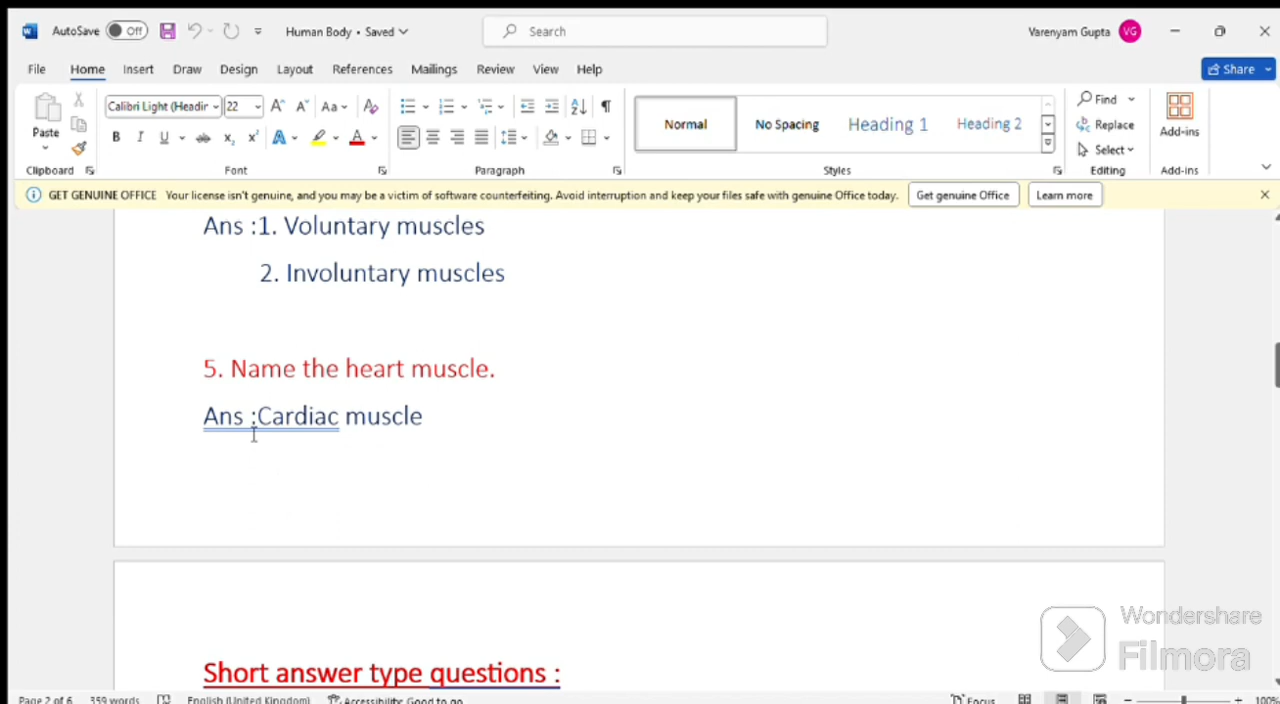 AutoSave Off Human Body • Saved Search Varenyam Gupta VG
File Home Insert Draw Design Layout References Mailings Review View Help Share
Calibri Light (Headir 22 Aa Find
Paste B I U ab x₂ x² A A Normal No Spacing Heading 1 Heading 2 Replace Add-ins
Select
Clipboard Font Paragraph Styles Editing Add-ins
GET GENUINE OFFICE Your license isn't genuine, and you may be a victim of software counterfeiting. Avoid interruption and keep your files safe with genuine Office today. Get genuine Office Learn more
Ans :1. Voluntary muscles
2. Involuntary muscles
5. Name the heart muscle.
Ans :Cardiac muscle
Wondershare
Filmora
Short answer type questions :
Page 2 of 6 359 words English (United Kingdom) Accessibility: Good to go Focus 100%